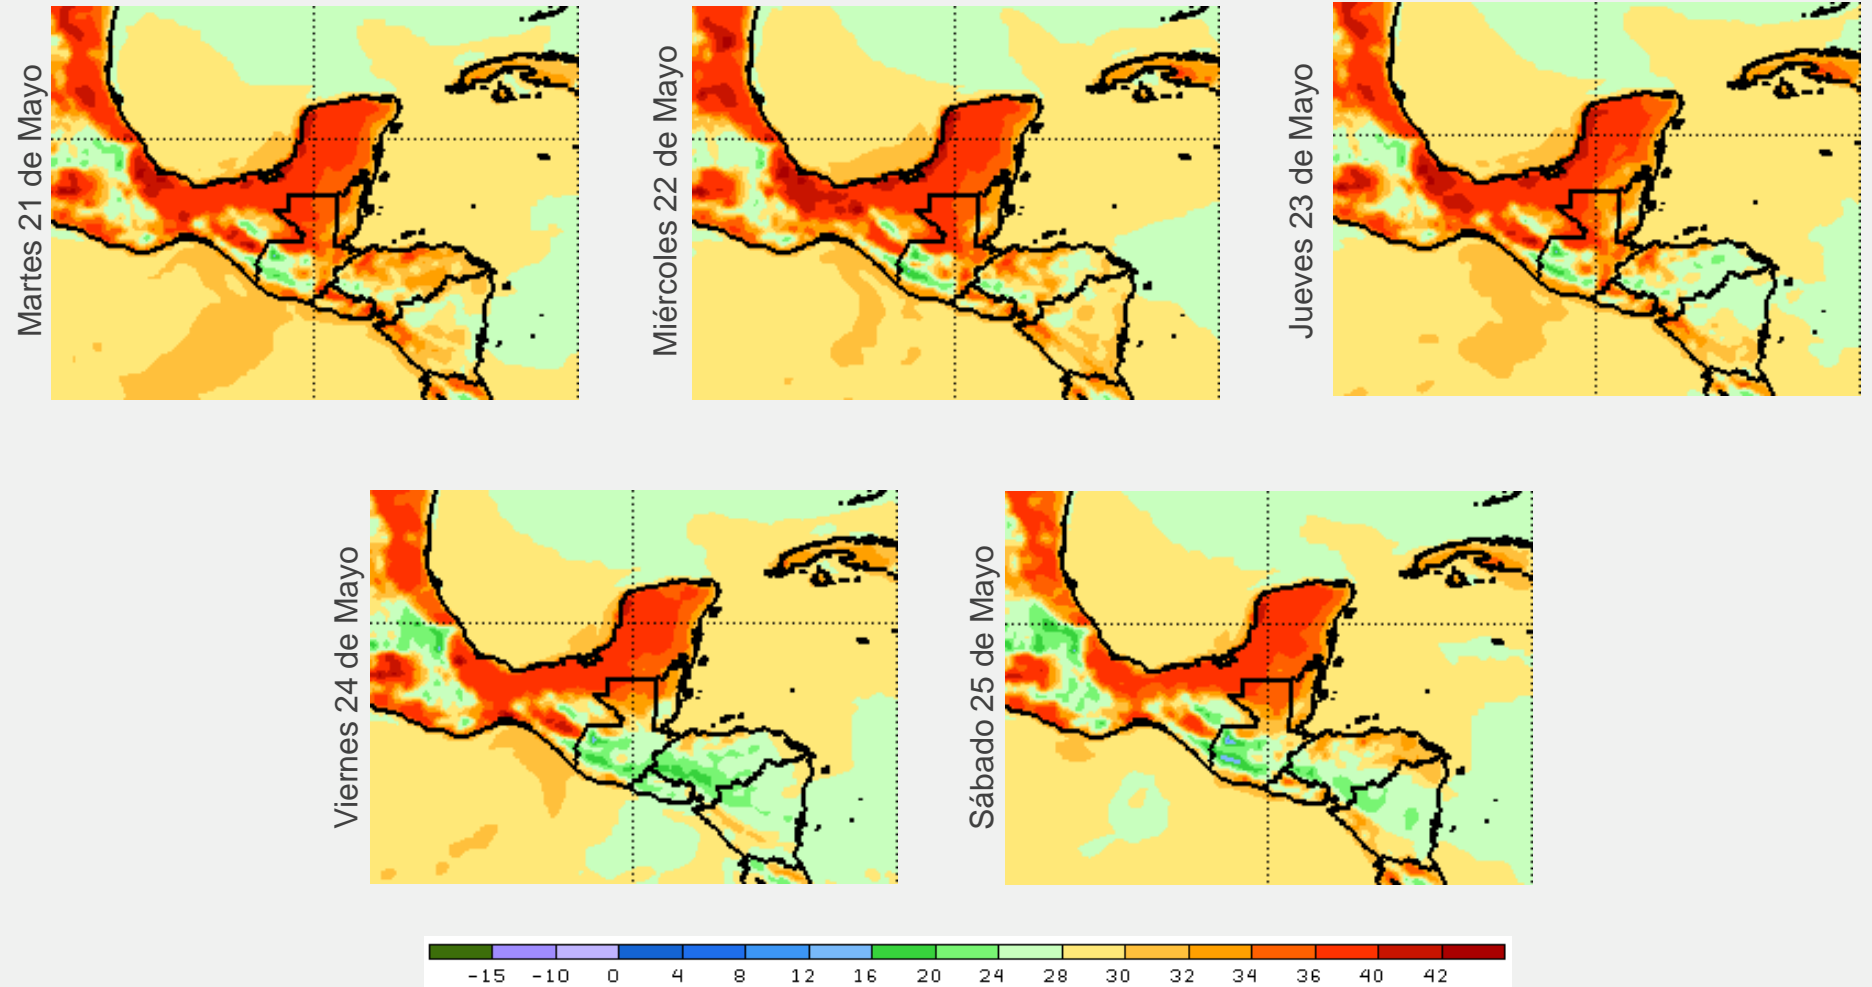 Martes 21 de Mayo
Miércoles 22 de Mayo
Jueves 23 de Mayo
Viernes 24 de Mayo
Sábado 25 de Mayo
-15 -10 0 4 8 12 16 20 24 28 30 32 34 36 40 42